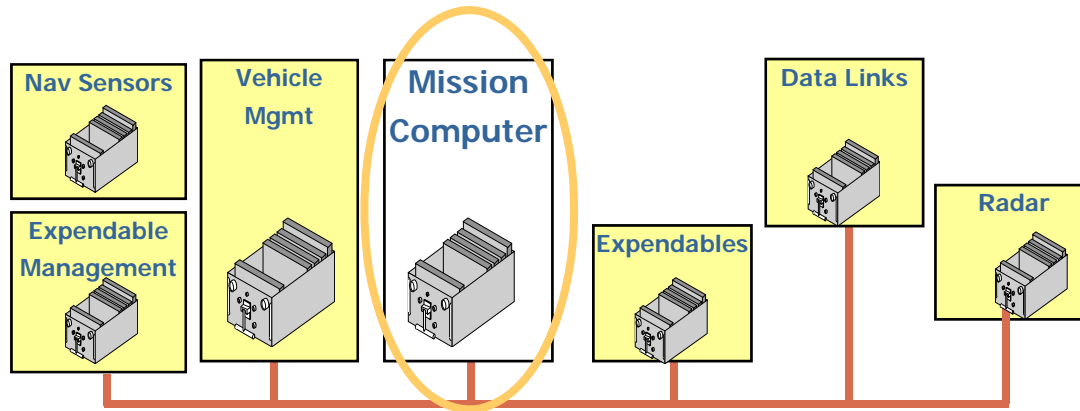 Nav Sensors
Expendable
Management
Vehicle
Mgmt
Mission
Computer
Expendables
Data Links
Radar